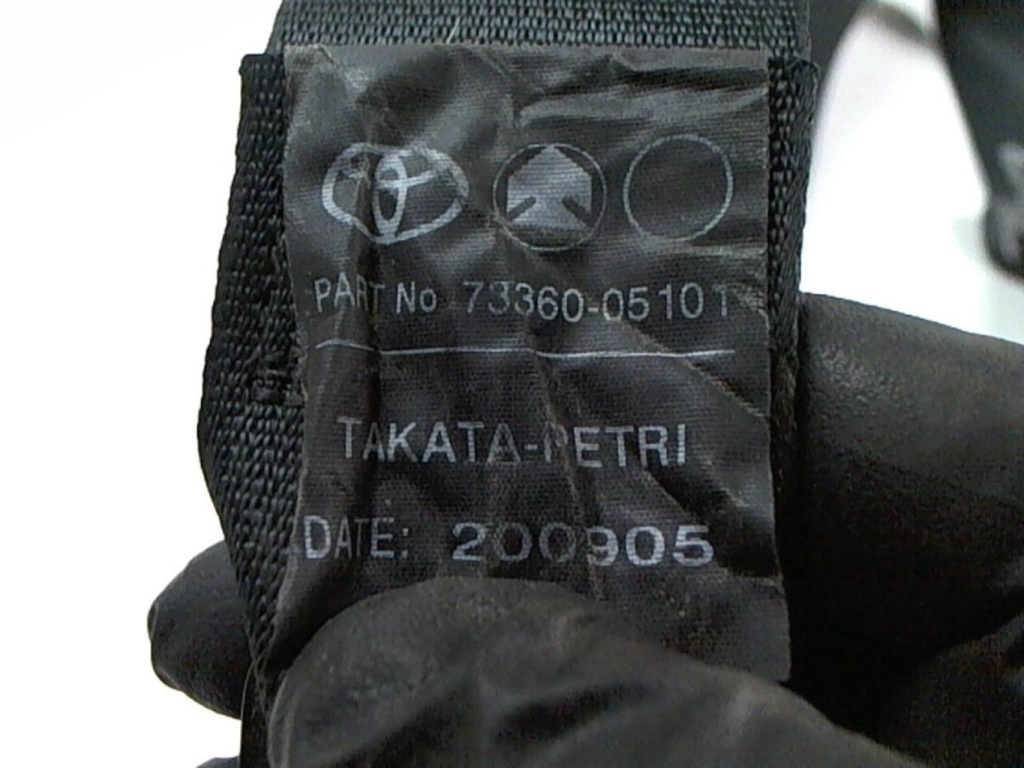 PART No 73360-05101
TAKATA-PETRI
DATE: 200905